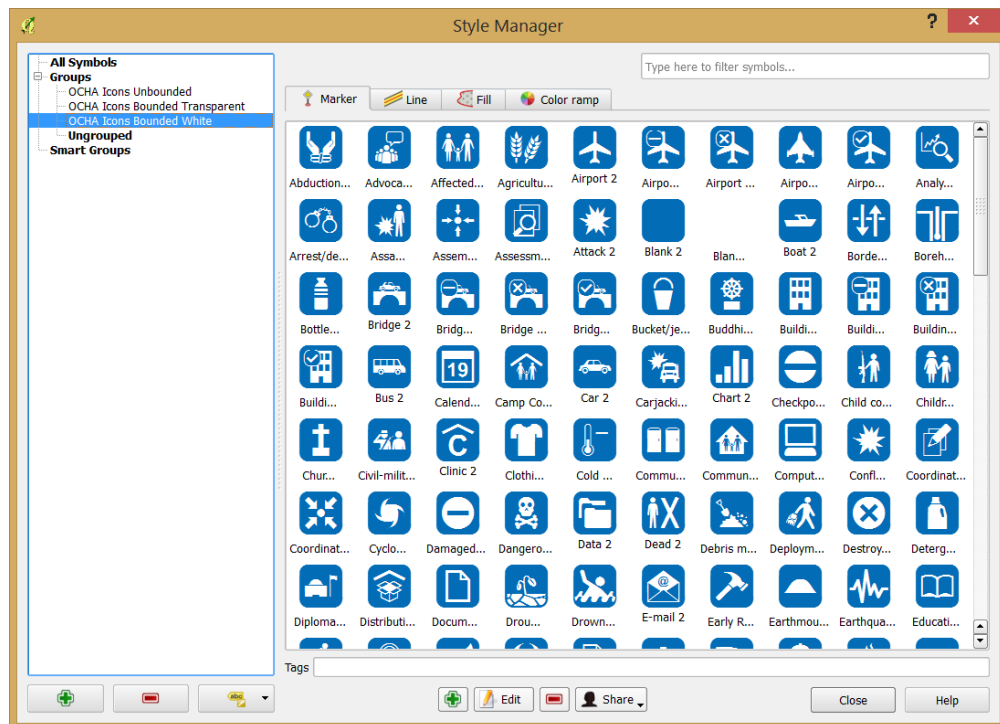 Style Manager
?
x
All Symbols
Groups
OCHA Icons Unbounded
OCHA Icons Bounded Transparent
OCHA Icons Bounded White
Ungrouped
Smart Groups
Type here to filter symbols...
Marker Line Fill Color ramp
Abduction... Advoca... Affected... Agricultu... Airport 2 Airpo... Airport ... Airpo... Airpo... Analy...
Arrest/de... Assa... Assem... Assessm... Attack 2 Blank 2 Blan... Boat 2 Borde... Boreh...
Bottle... Bridge 2 Bridg... Bridge ... Bridg... Bucket/je... Buddhi... Buildi... Buildi... Buildin...
19
Buildi... Bus 2 Calend... Camp Co... Car 2 Carjacki... Chart 2 Checkpo... Child co... Childr...
C
Chur... Civil-milit... Clinic 2 Clothi... Cold ... Commu... Commun... Comput... Confl... Coordinat...
Coordinat... Cyclo... Damaged... Dangero... Data 2 Dead 2 Debris m... Deploym... Destroy... Deterg...
@
Diploma... Distributi... Docum... Drou... Drown... E-mail 2 Early R... Earthmou... Earthqua... Educati...
Tags
abc
Edit Share Close Help